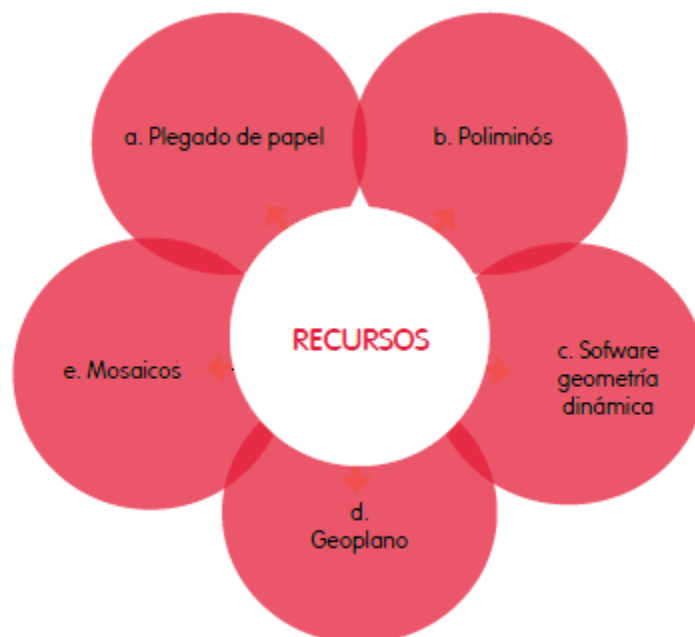 a. Plegado de papel
b. Poliminós
RECURSOS
c. Sofware
geometría
dinámica
d.
Geoplano
e. Mosaicos